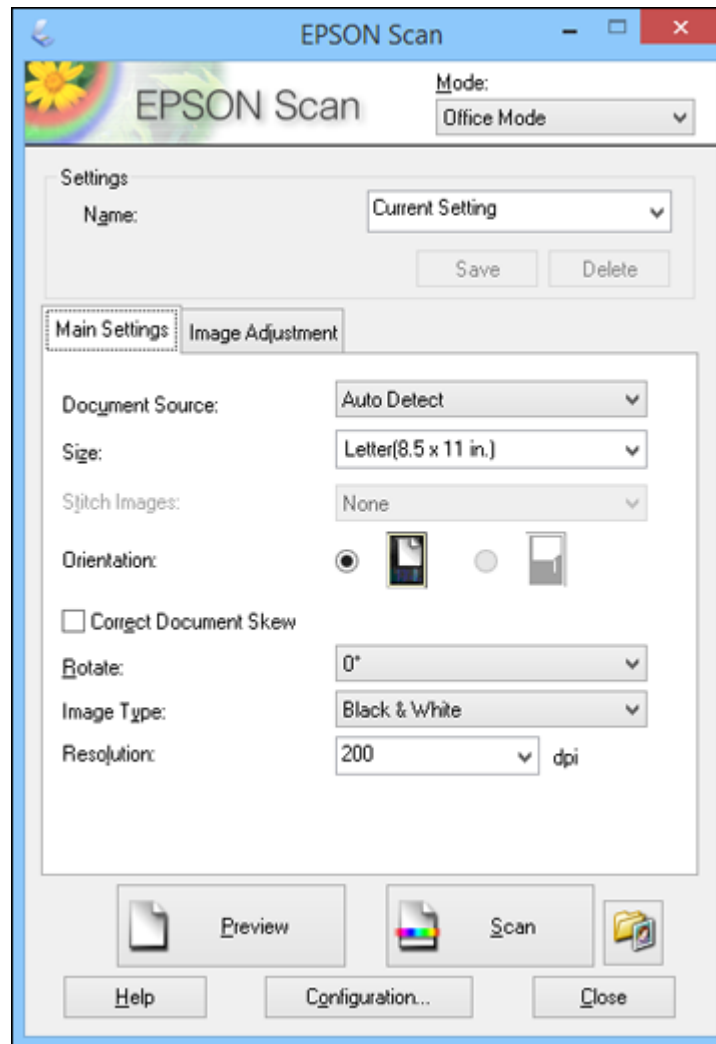 EPSON Scan
EPSON Scan
Mode:
Office Mode
Settings
Name:
Current Setting
Save
Delete
Main Settings
Image Adjustment
Document Source:
Auto Detect
Size:
Letter(8.5 x 11 in.)
Stitch Images:
None
Orientation:
Correct Document Skew
Rotate:
0°
Image Type:
Black & White
Resolution:
200
dpi
Preview
Scan
Help
Configuration...
Close